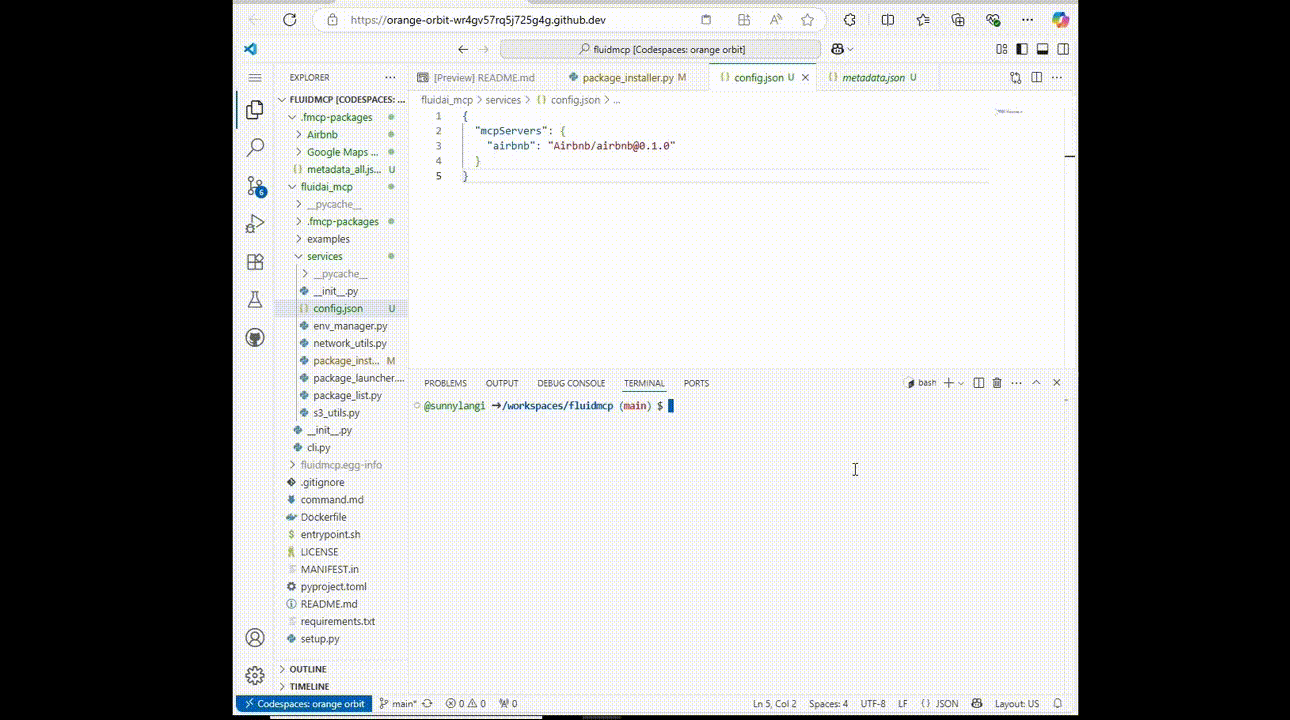 https://orange-orbit-wr4gv57rq5j725g4g.github.dev
fluidmcp [Codespaces: orange orbit]
EXPLORER
[Preview] README.md
package_installer.py M
config.json U
metadata.json U
FLUIDMCP [CODESPACES: ...
fluidai_mcp > services > {} config.json > ...
.fmcp-packages
Airbnb
Google Maps ...
metadata_all.js... U
fluidai_mcp
__pycache__
.fmcp-packages
examples
services
__pycache__
__init__.py
config.json U
env_manager.py
network_utils.py
package_inst... M
package_launcher....
package_list.py
s3_utils.py
__init__.py
cli.py
fluidmcp.egg-info
.gitignore
command.md
Dockerfile
entrypoint.sh
LICENSE
MANIFEST.in
pyproject.toml
README.md
requirements.txt
setup.py
OUTLINE
TIMELINE
1 {
2 "mcpServers": {
3 "airbnb": "Airbnb/airbnb@0.1.0"
4 }
5 }
PROBLEMS OUTPUT DEBUG CONSOLE TERMINAL PORTS
bash
@sunnylangi ➜/workspaces/fluidmcp (main) $
6
Codespaces: orange orbit main* 0 0 0 Ln 5, Col 2 Spaces: 4 UTF-8 LF {} JSON Layout: US